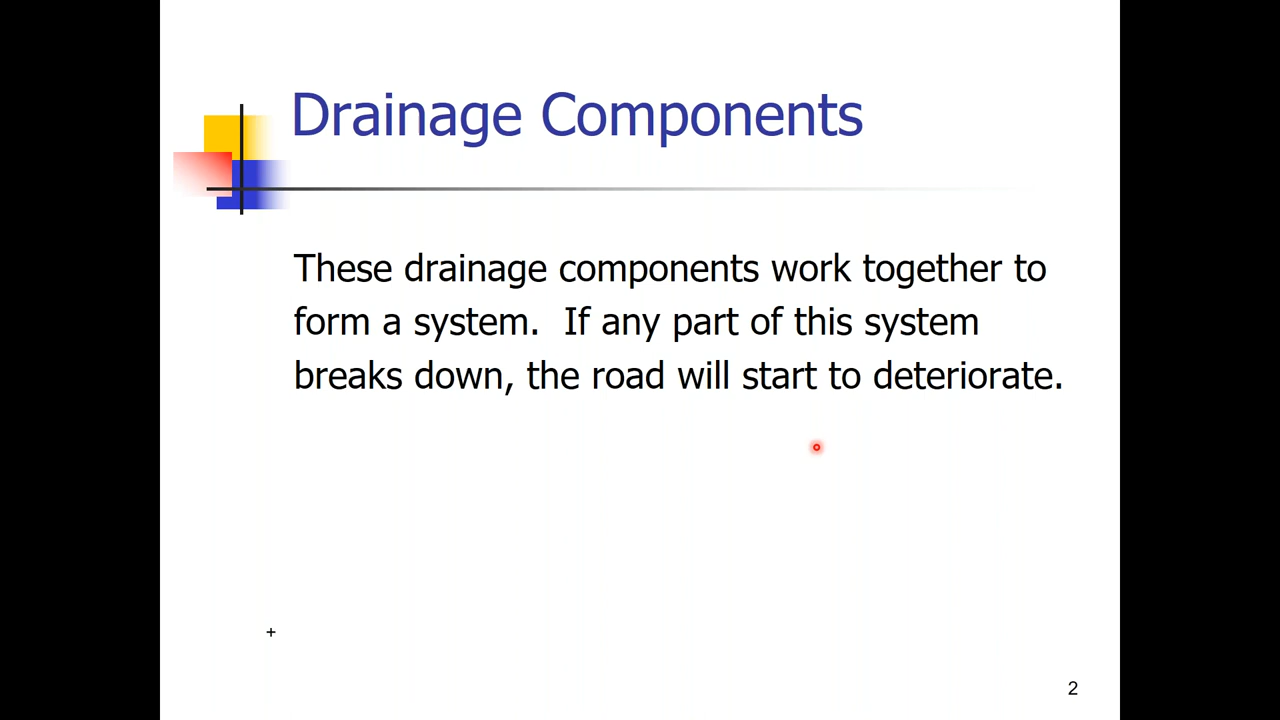 Drainage Components
These drainage components work together to
form a system.  If any part of this system
breaks down, the road will start to deteriorate.
+
2